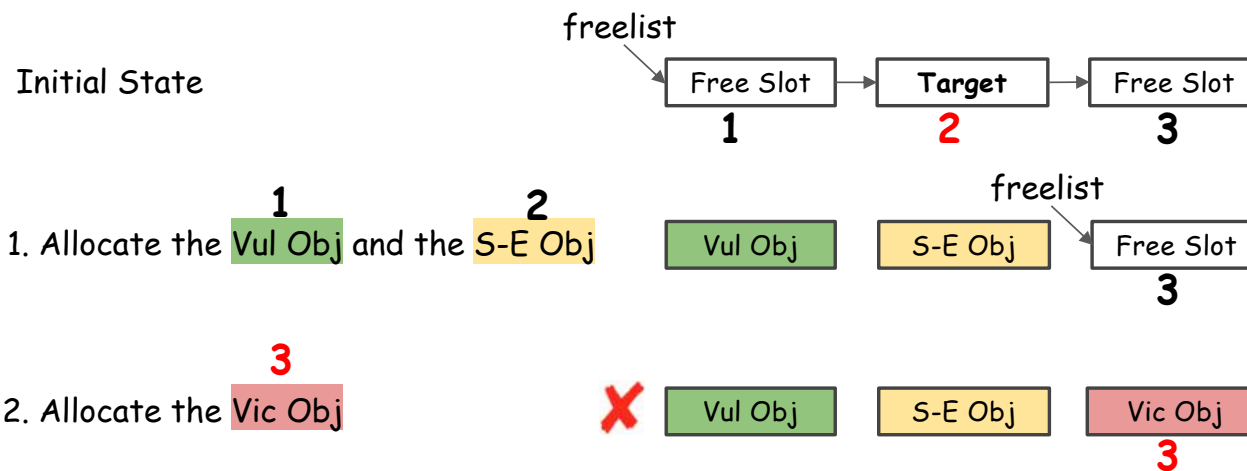 freelist
Initial State
Free Slot
Target
Free Slot
1
2
3
1
2
freelist
1. Allocate the Vul Obj and the S-E Obj
Vul Obj
S-E Obj
Free Slot
3
3
2. Allocate the Vic Obj
Vul Obj
S-E Obj
Vic Obj
3